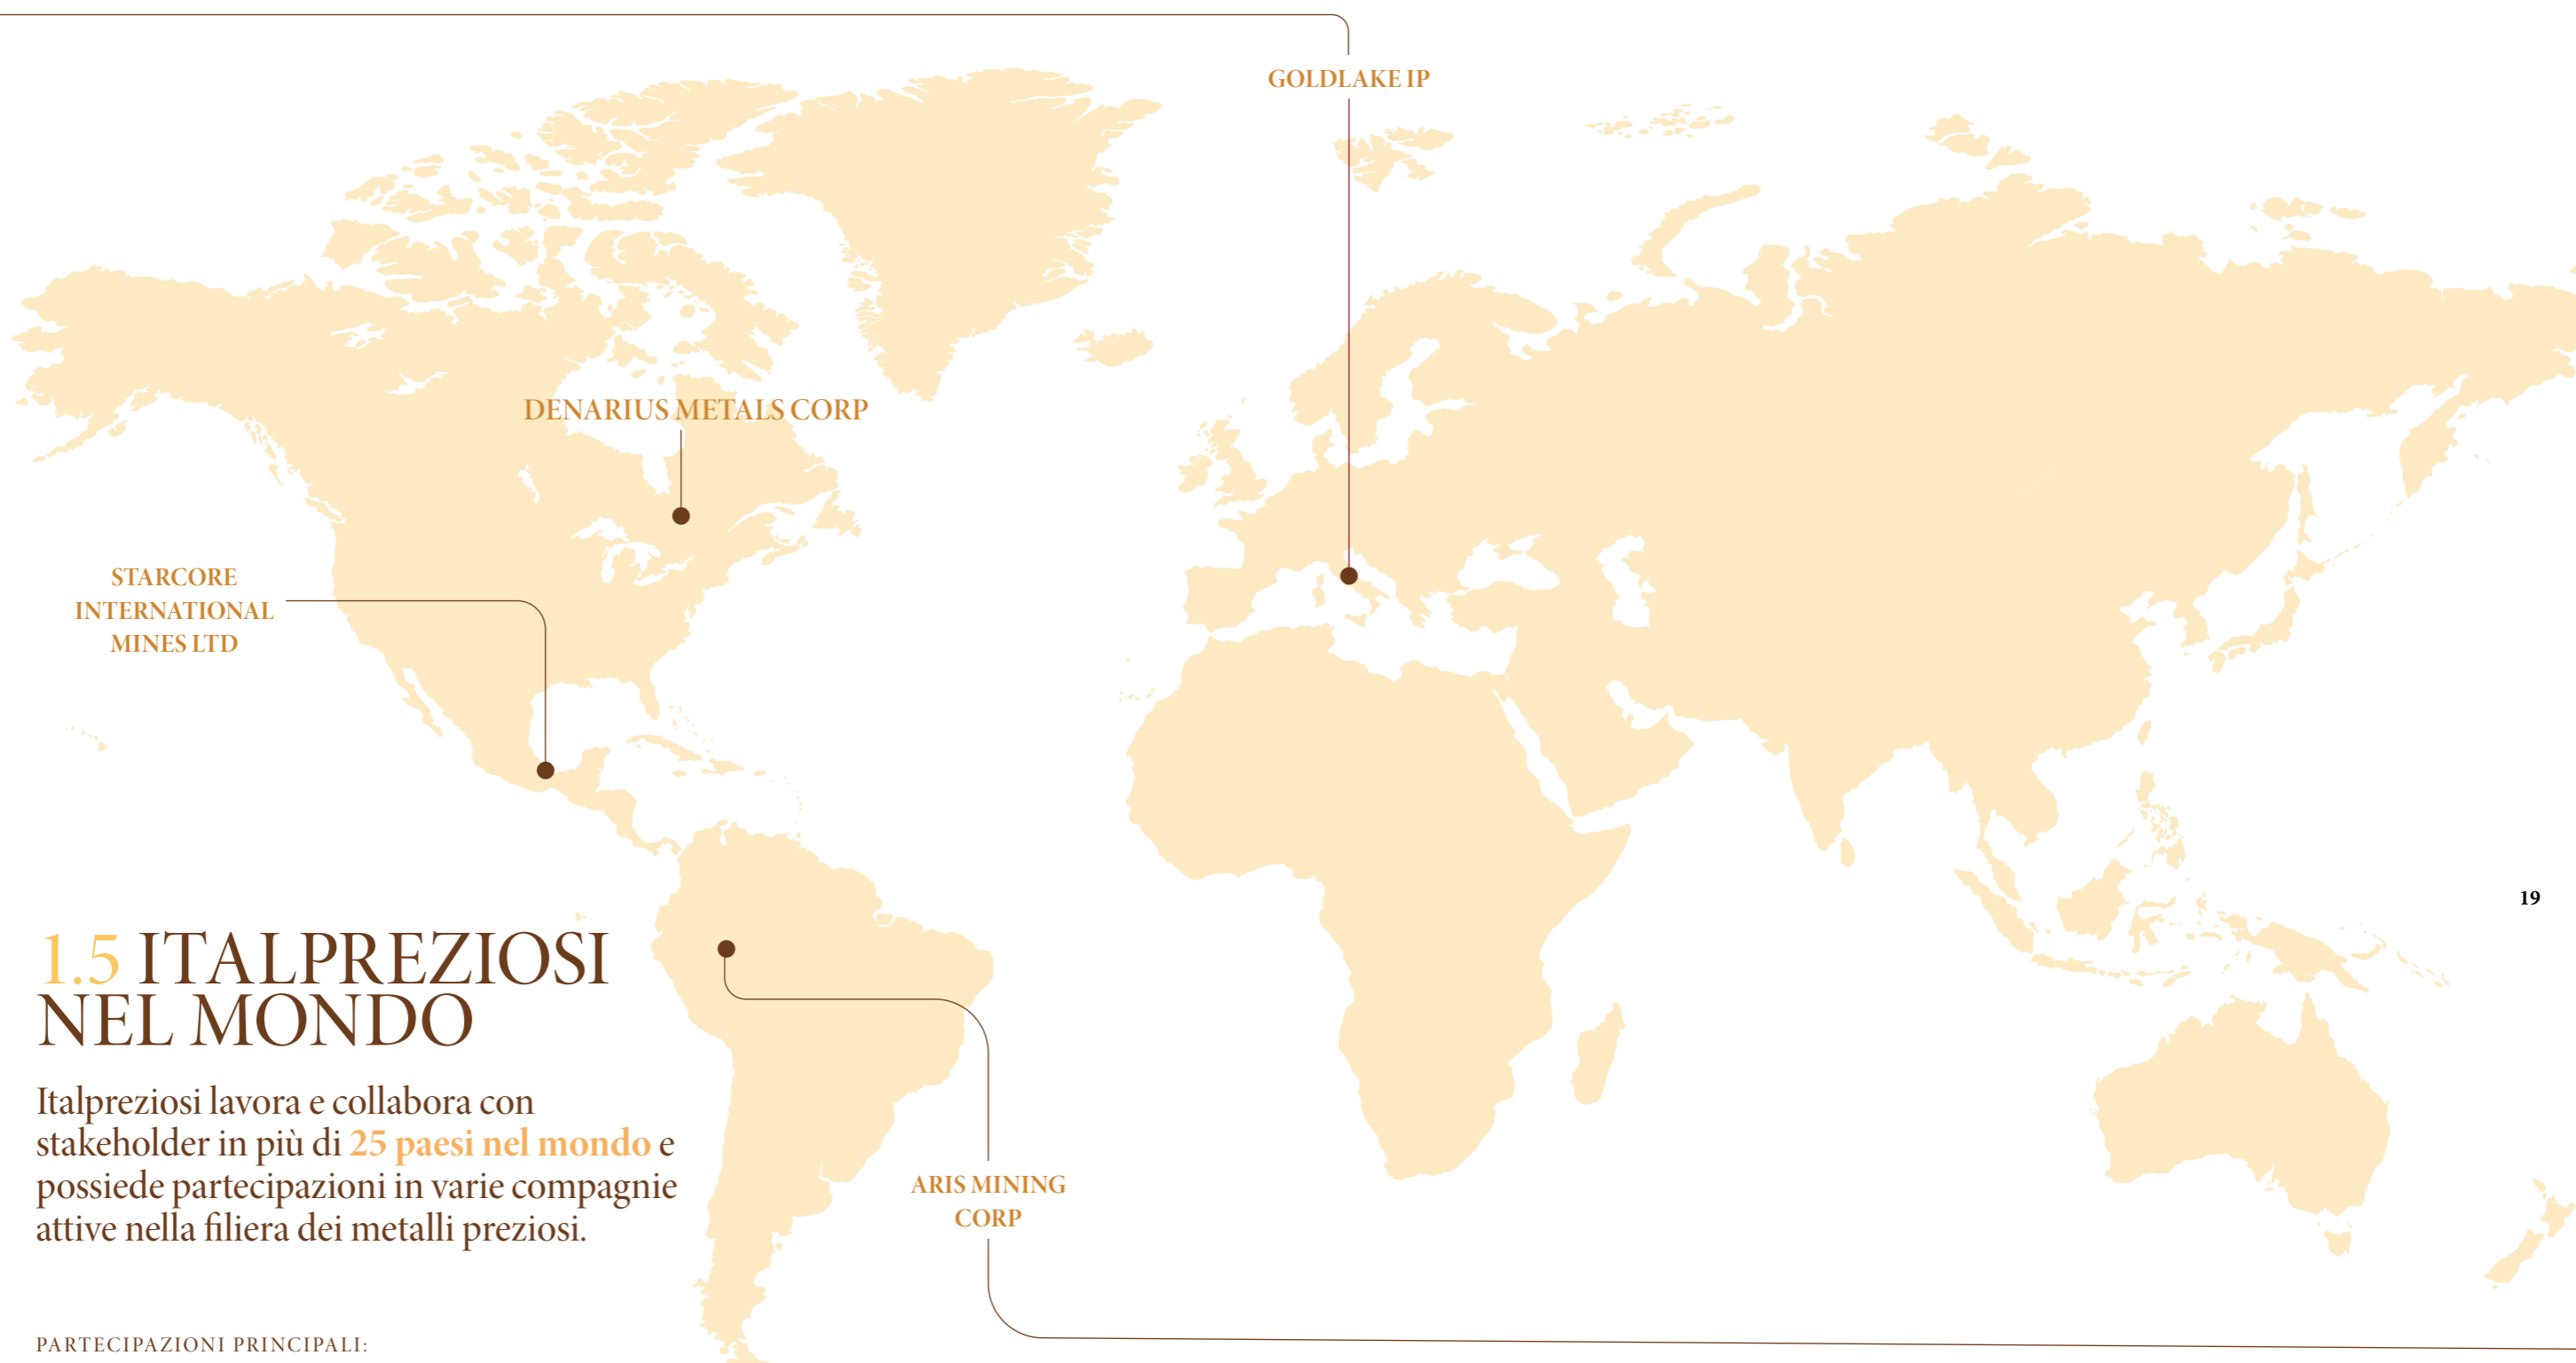 GOLDLAKE IP
DENARIUS METALS CORP
STARCORE
INTERNATIONAL
MINES LTD
19
1.5 ITALPREZIOSI
NEL MONDO
Italpreziosi lavora e collabora con
stakeholder in più di 25 paesi nel mondo e
possiede partecipazioni in varie compagnie
attive nella filiera dei metalli preziosi.
ARIS MINING
CORP
PARTECIPAZIONI PRINCIPALI: